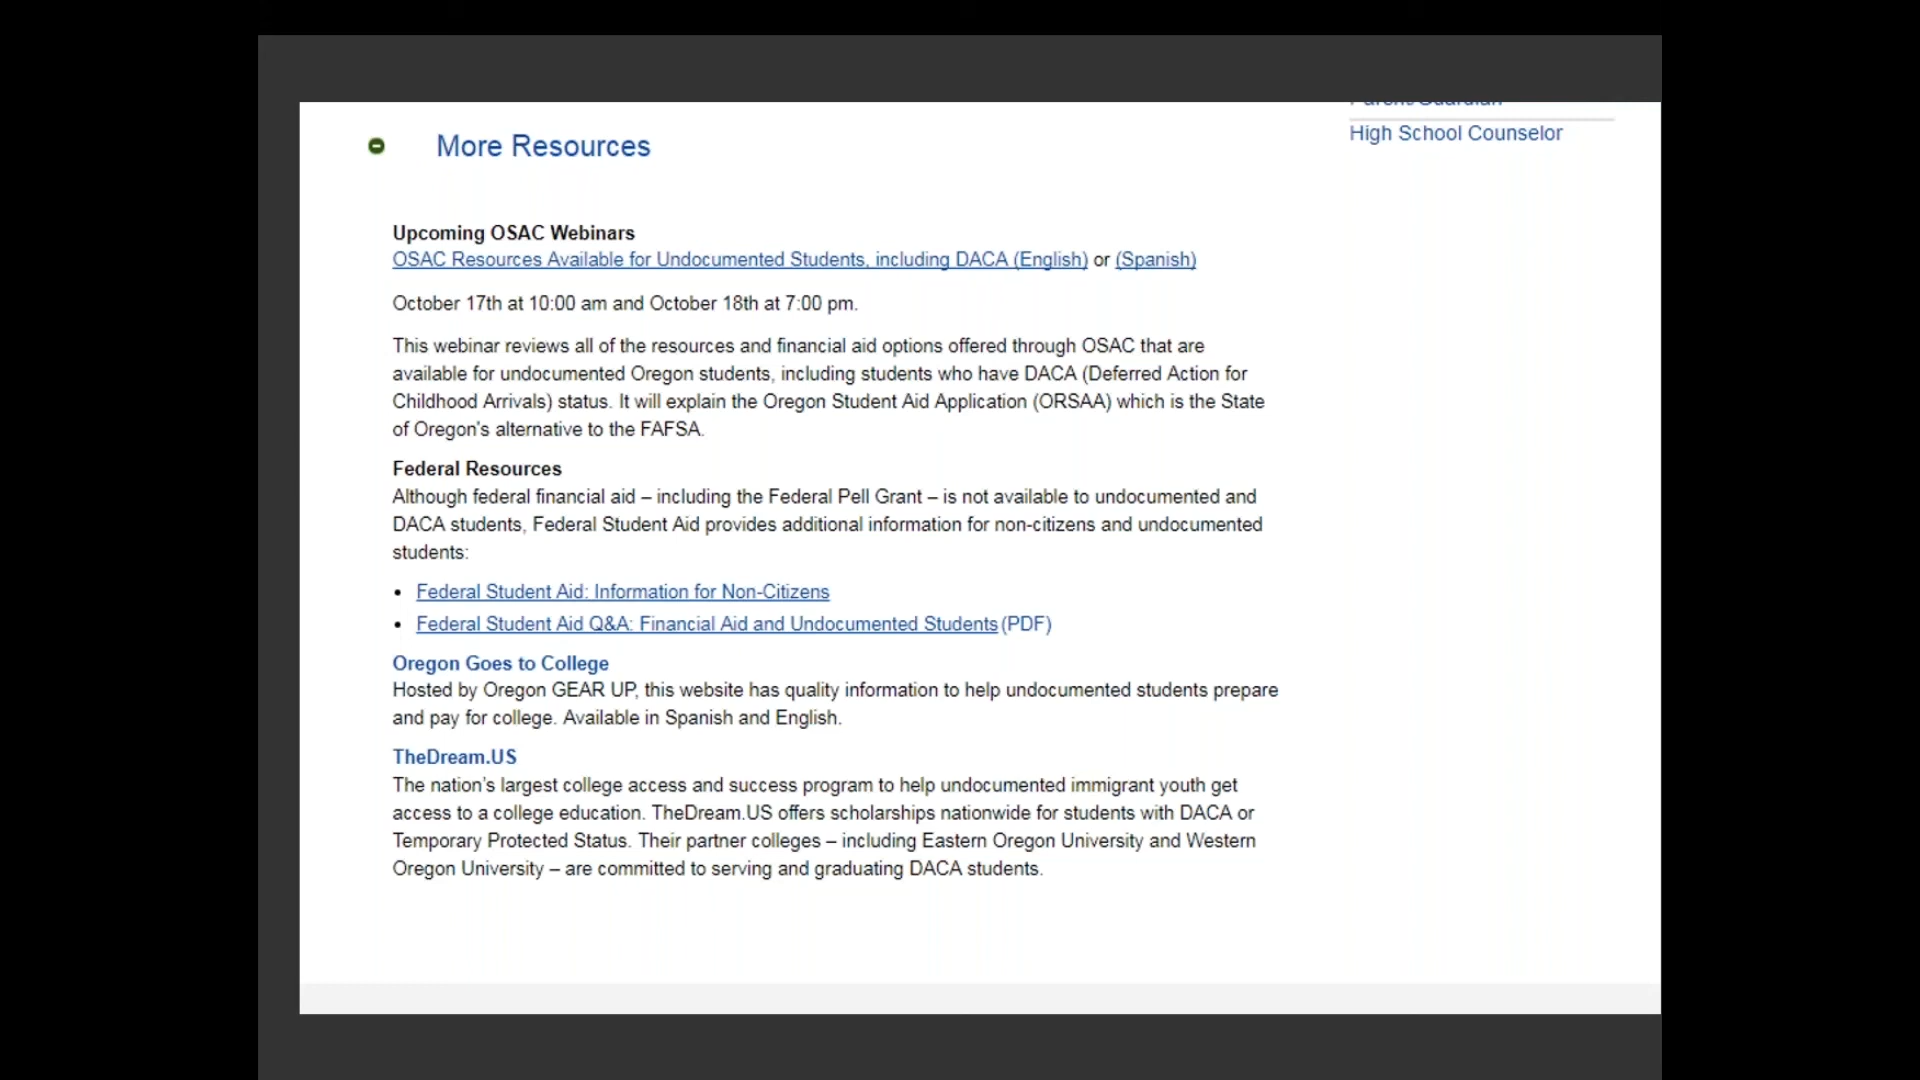 Parent/Guardian
High School Counselor
More Resources
Upcoming OSAC Webinars
OSAC Resources Available for Undocumented Students, including DACA (English) or (Spanish)
October 17th at 10:00 am and October 18th at 7:00 pm.
This webinar reviews all of the resources and financial aid options offered through OSAC that are
available for undocumented Oregon students, including students who have DACA (Deferred Action for
Childhood Arrivals) status. It will explain the Oregon Student Aid Application (ORSAA) which is the State
of Oregon's alternative to the FAFSA.
Federal Resources
Although federal financial aid – including the Federal Pell Grant – is not available to undocumented and
DACA students, Federal Student Aid provides additional information for non-citizens and undocumented
students:
• Federal Student Aid: Information for Non-Citizens
• Federal Student Aid Q&A: Financial Aid and Undocumented Students (PDF)
Oregon Goes to College
Hosted by Oregon GEAR UP, this website has quality information to help undocumented students prepare
and pay for college. Available in Spanish and English.
TheDream.US
The nation's largest college access and success program to help undocumented immigrant youth get
access to a college education. TheDream.US offers scholarships nationwide for students with DACA or
Temporary Protected Status. Their partner colleges – including Eastern Oregon University and Western
Oregon University – are committed to serving and graduating DACA students.